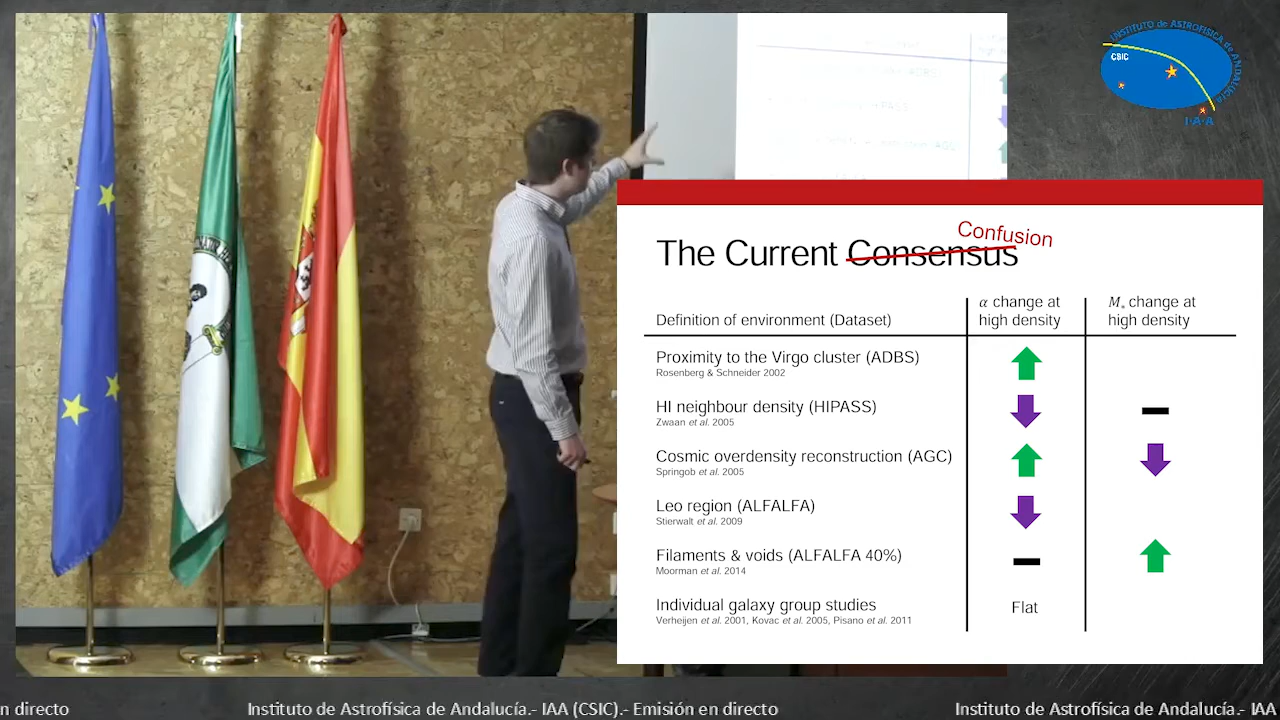 INSTITUTO de ASTROFÍSICA de ANDALUCÍA
CSIC
I·A·A
The Current Consensus
Confusion
Definition of environment (Dataset)
α change at
high density
M* change at
high density
Proximity to the Virgo cluster (ADBS)
Rosenberg & Schneider 2002
HI neighbour density (HIPASS)
Zwaan et al. 2005
Cosmic overdensity reconstruction (AGC)
Springob et al. 2005
Leo region (ALFALFA)
Stierwalt et al. 2009
Filaments & voids (ALFALFA 40%)
Moorman et al. 2014
Individual galaxy group studies
Verheijen et al. 2001, Kovac et al. 2005, Pisano et al. 2011
Flat
n directo
Instituto de Astrofísica de Andalucía.- IAA (CSIC).- Emisión en directo
Instituto de Astrofísica de Andalucía.- IAA